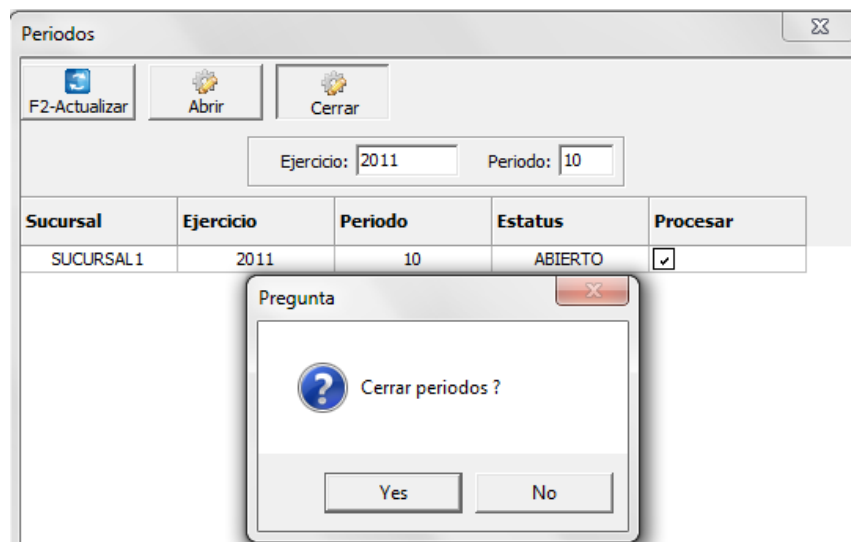 Periodos
F2-Actualizar Abrir Cerrar
Ejercicio: 2011 Periodo: 10
Sucursal Ejercicio Periodo Estatus Procesar
SUCURSAL1 2011 10 ABIERTO
Pregunta
Cerrar periodos ?
Yes No